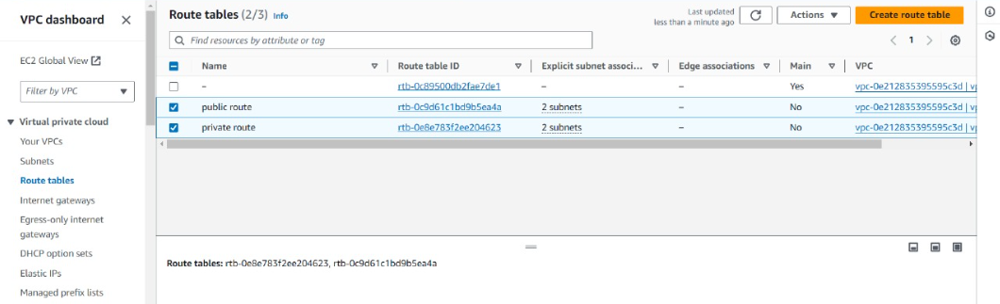 VPC dashboard
EC2 Global View
Filter by VPC
Virtual private cloud
Your VPCs
Subnets
Route tables
Internet gateways
Egress-only internet
gateways
DHCP option sets
Elastic IPs
Managed prefix lists
Route tables (2/3) Info
Last updated
less than a minute ago
Actions
Create route table
Find resources by attribute or tag
1
Name Route table ID Explicit subnet associ... Edge associations Main VPC
– rtb-0c89500db2fae7de1 – – Yes vpc-0e212835395595c3d | vp
public route rtb-0c9d61c1bd9b5ea4a 2 subnets – No vpc-0e212835395595c3d | vp
private route rtb-0e8e783f2ee204623 2 subnets – No vpc-0e212835395595c3d | vp
Route tables: rtb-0e8e783f2ee204623, rtb-0c9d61c1bd9b5ea4a